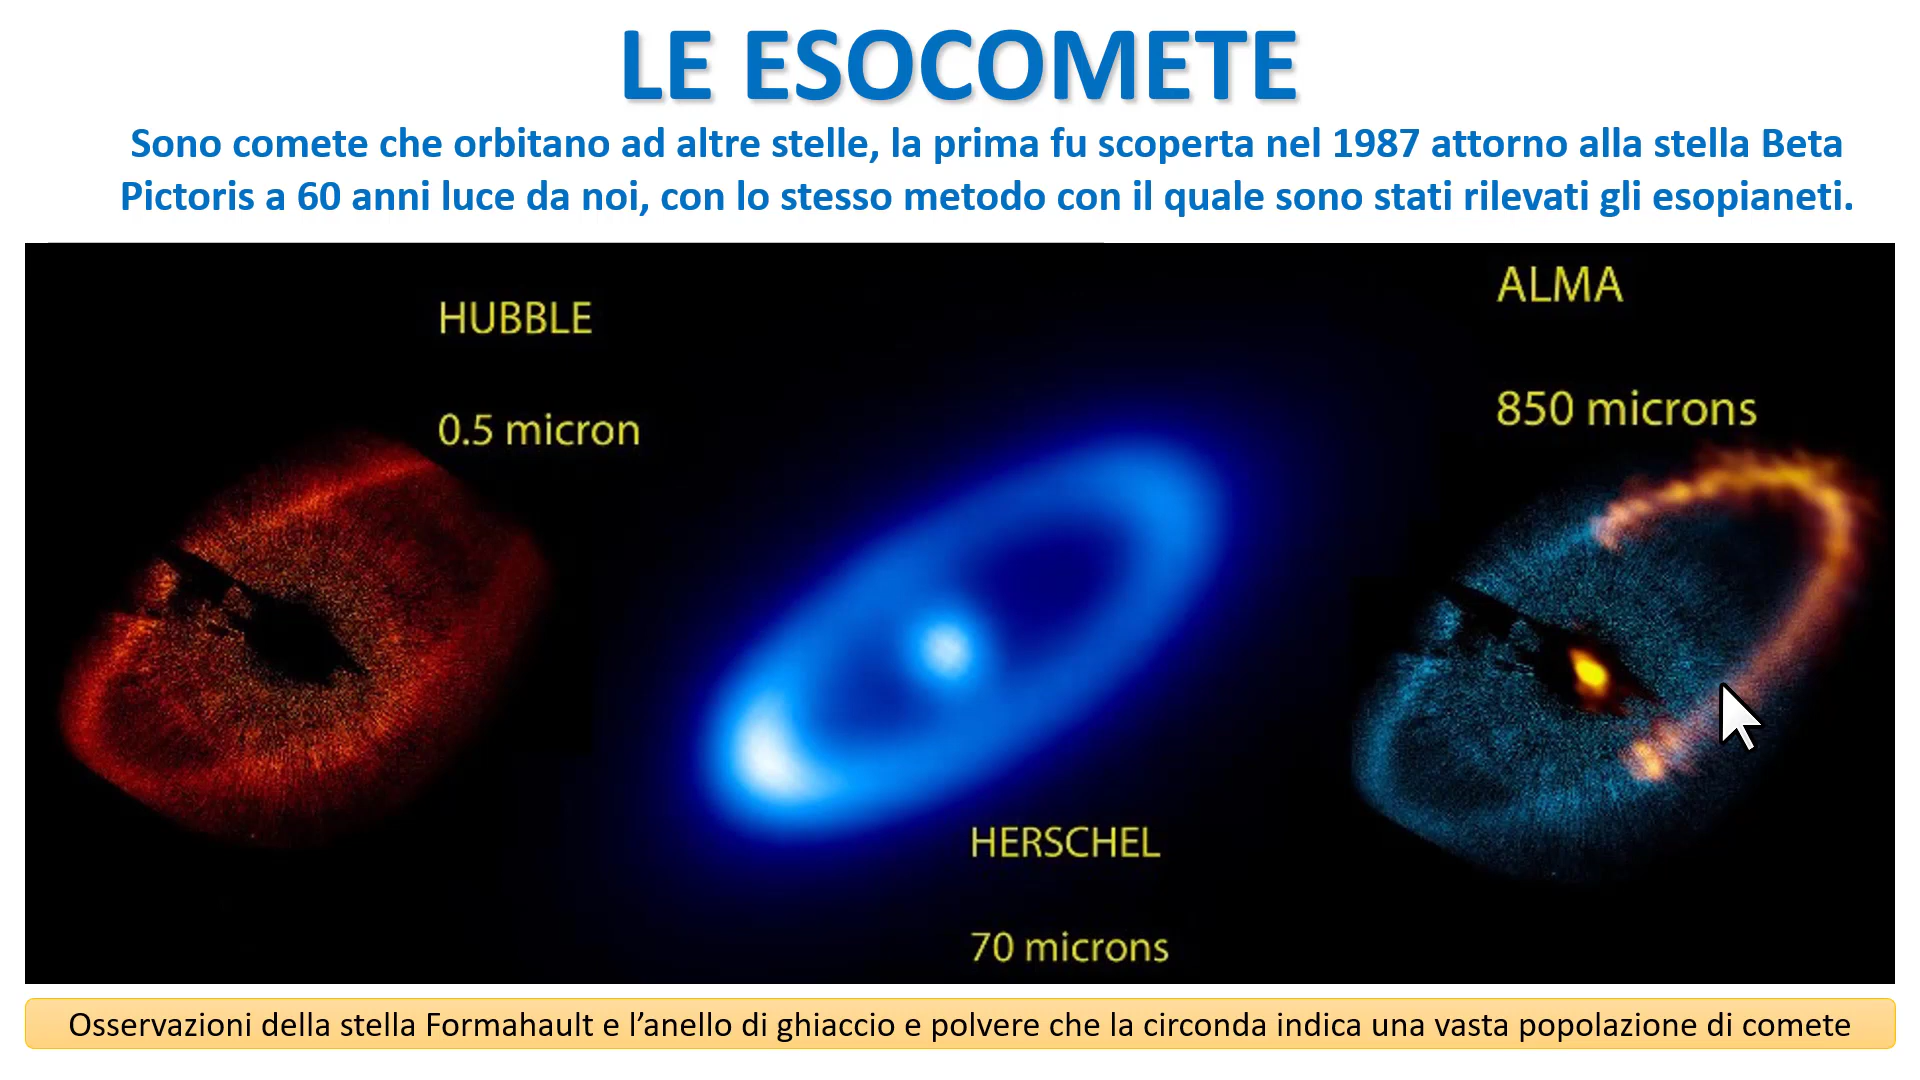 LE ESOCOMETE
Sono comete che orbitano ad altre stelle, la prima fu scoperta nel 1987 attorno alla stella Beta
Pictoris a 60 anni luce da noi, con lo stesso metodo con il quale sono stati rilevati gli esopianeti.
HUBBLE
0.5 micron
ALMA
850 microns
HERSCHEL
70 microns
Osservazioni della stella Formahault e l’anello di ghiaccio e polvere che la circonda indica una vasta popolazione di comete